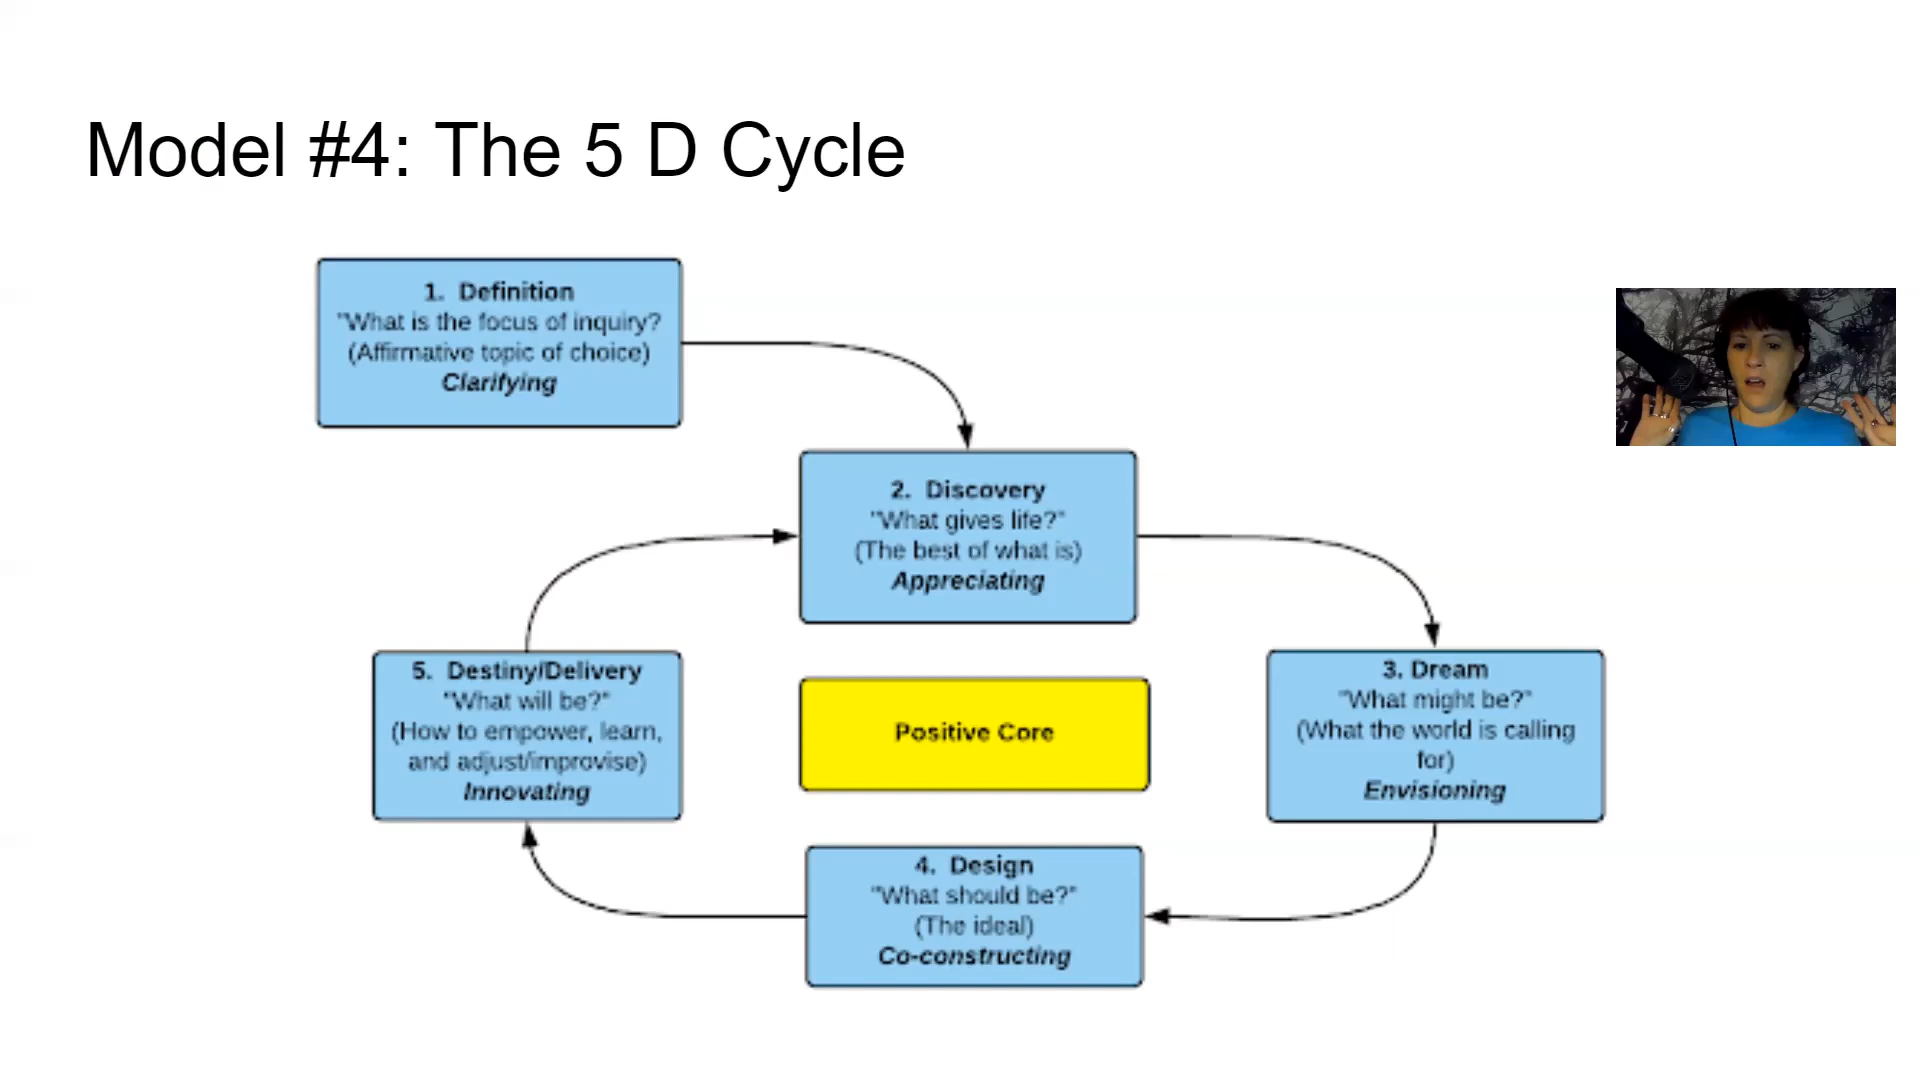 Model #4: The 5 D Cycle
1. Definition
"What is the focus of inquiry?
(Affirmative topic of choice)
Clarifying
2. Discovery
"What gives life?"
(The best of what is)
Appreciating
3. Dream
"What might be?"
(What the world is calling
for)
Envisioning
4. Design
"What should be?"
(The ideal)
Co-constructing
5. Destiny/Delivery
"What will be?"
(How to empower, learn,
and adjust/improvise)
Innovating
Positive Core